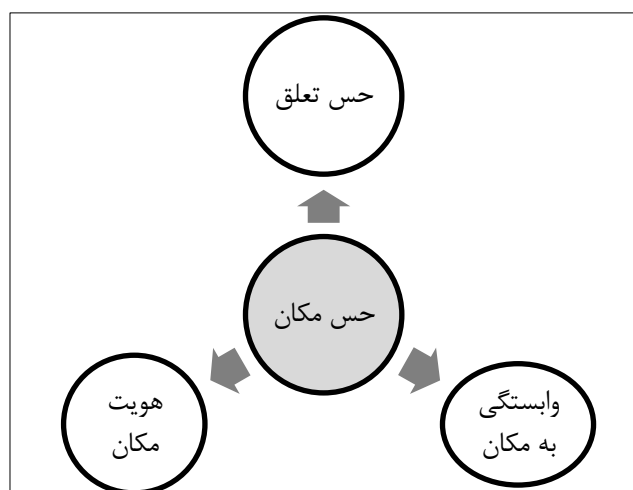 حس تعلق
حس مکان
هویت
مکان
وابستگی
به مکان